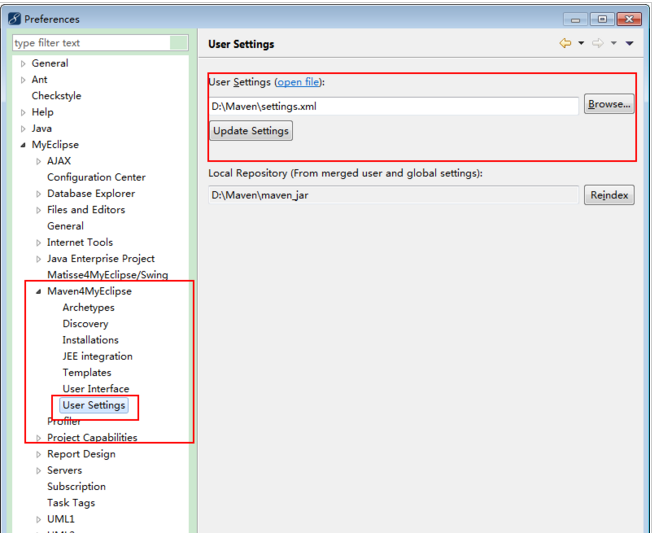 Preferences
type filter text
General
Ant
Checkstyle
Help
Java
MyEclipse
AJAX
Configuration Center
Database Explorer
Files and Editors
General
Internet Tools
Java Enterprise Project
Matisse4MyEclipse/Swing
Maven4MyEclipse
Archetypes
Discovery
Installations
JEE integration
Templates
User Interface
User Settings
Profiler
Project Capabilities
Report Design
Servers
Subscription
Task Tags
UML1
User Settings
User Settings (open file):
D:\Maven\settings.xml
Browse...
Update Settings
Local Repository (From merged user and global settings):
D:\Maven\maven_jar
Reindex